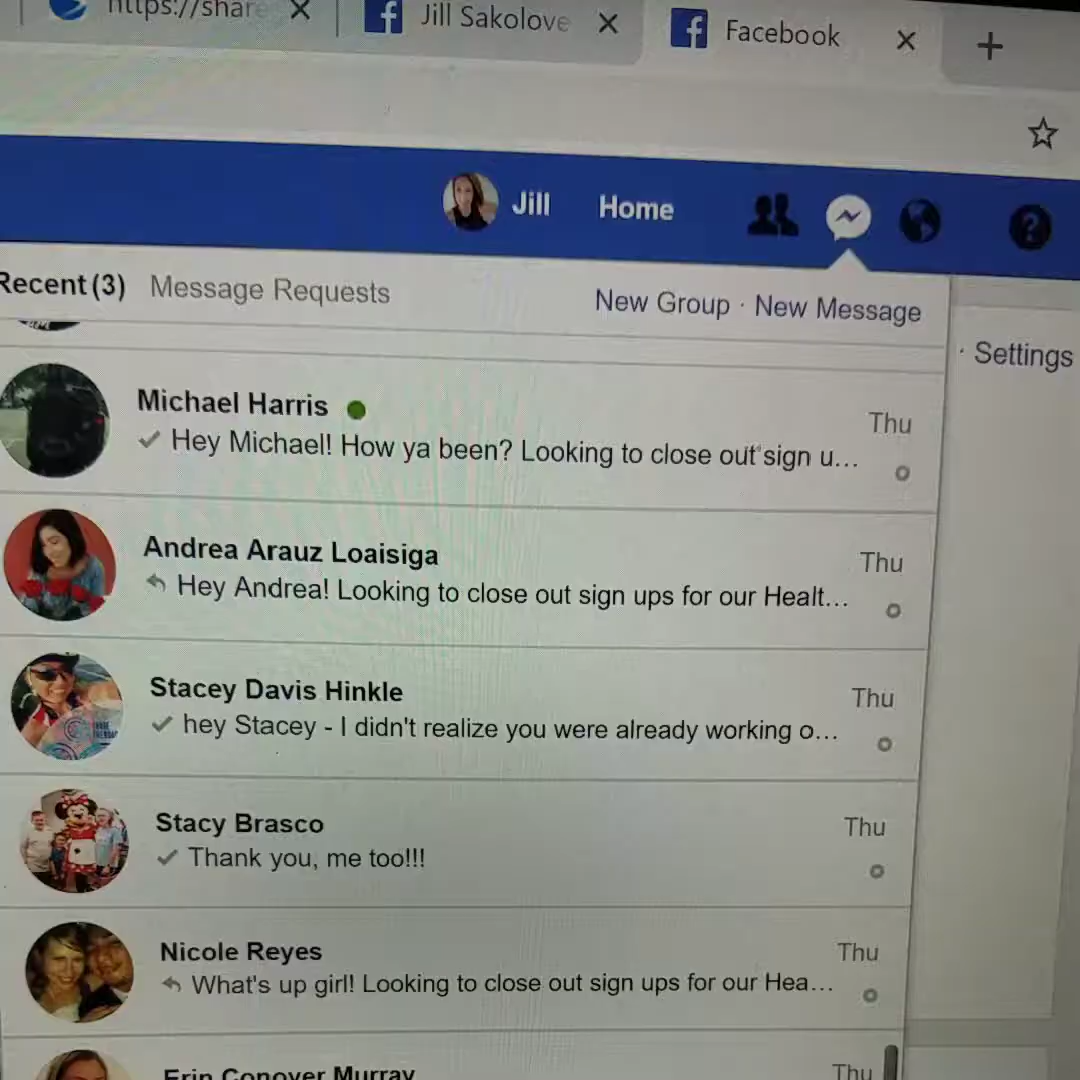 https://share
Jill Sakolove
Facebook
Jill
Home
Recent (3)
Message Requests
New Group · New Message
· Settings
Michael Harris
Thu
Hey Michael! How ya been? Looking to close out sign u...
Andrea Arauz Loaisiga
Thu
Hey Andrea! Looking to close out sign ups for our Healt...
Stacey Davis Hinkle
Thu
hey Stacey - I didn't realize you were already working o...
Stacy Brasco
Thu
Thank you, me too!!!
Nicole Reyes
Thu
What's up girl! Looking to close out sign ups for our Hea...
Erin Conover Murray
Thu